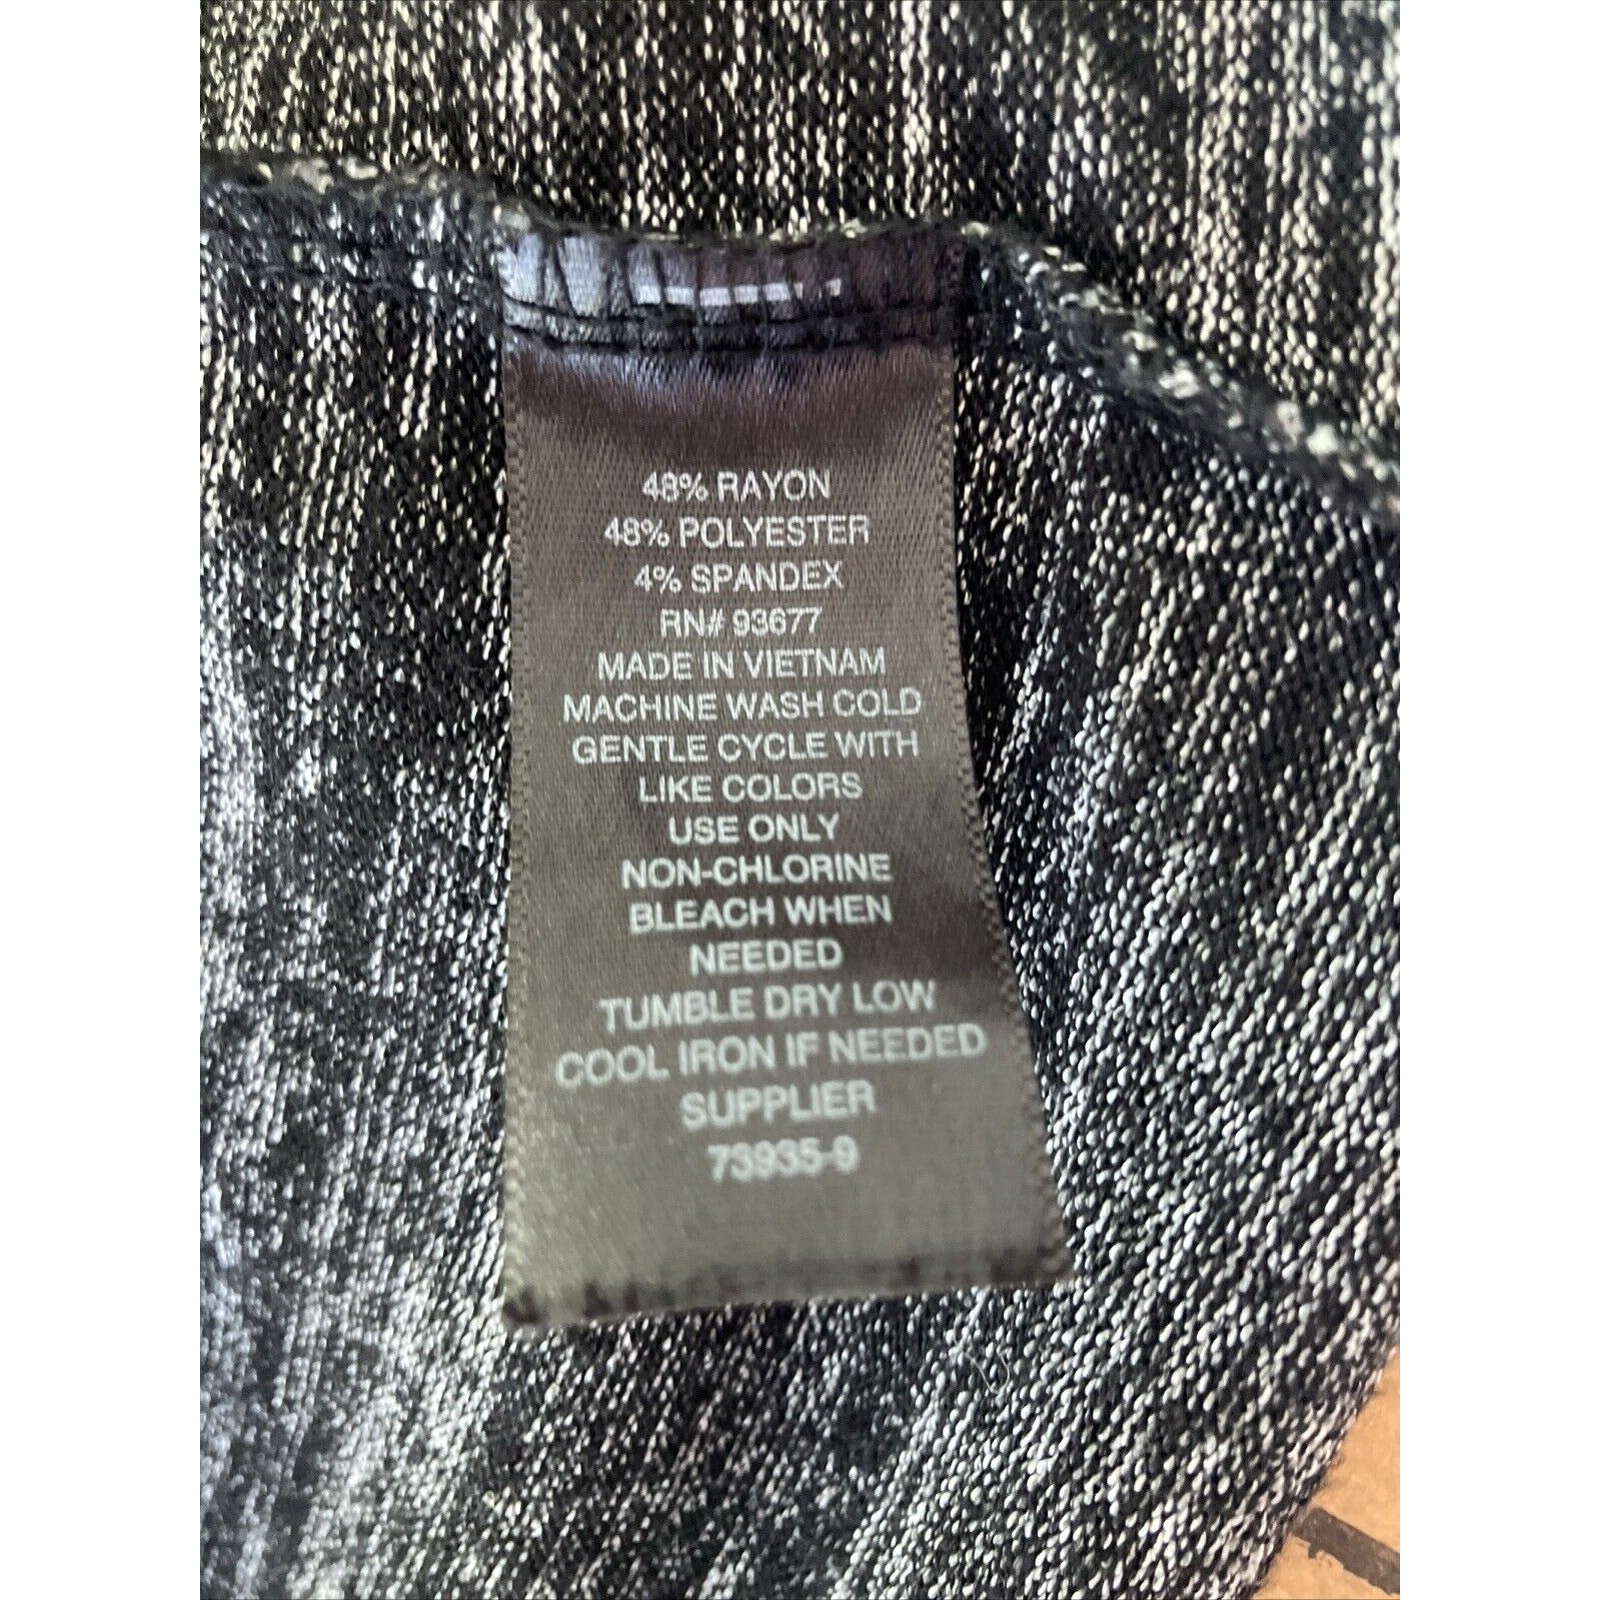 48% RAYON
48% POLYESTER
4% SPANDEX
RN# 93677
MADE IN VIETNAM
MACHINE WASH COLD
GENTLE CYCLE WITH
LIKE COLORS
USE ONLY
NON-CHLORINE
BLEACH WHEN
NEEDED
TUMBLE DRY LOW
COOL IRON IF NEEDED
SUPPLIER
73935-9